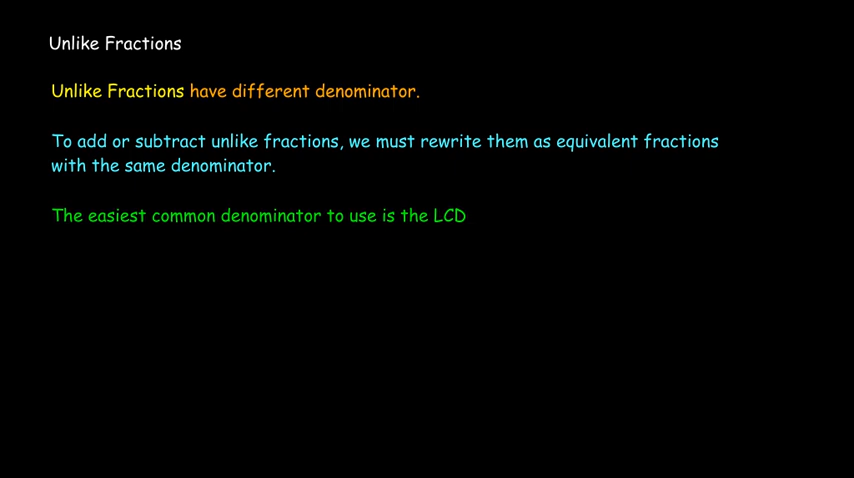 Unlike Fractions
Unlike Fractions have different denominator.
To add or subtract unlike fractions, we must rewrite them as equivalent fractions
with the same denominator.
The easiest common denominator to use is the LCD